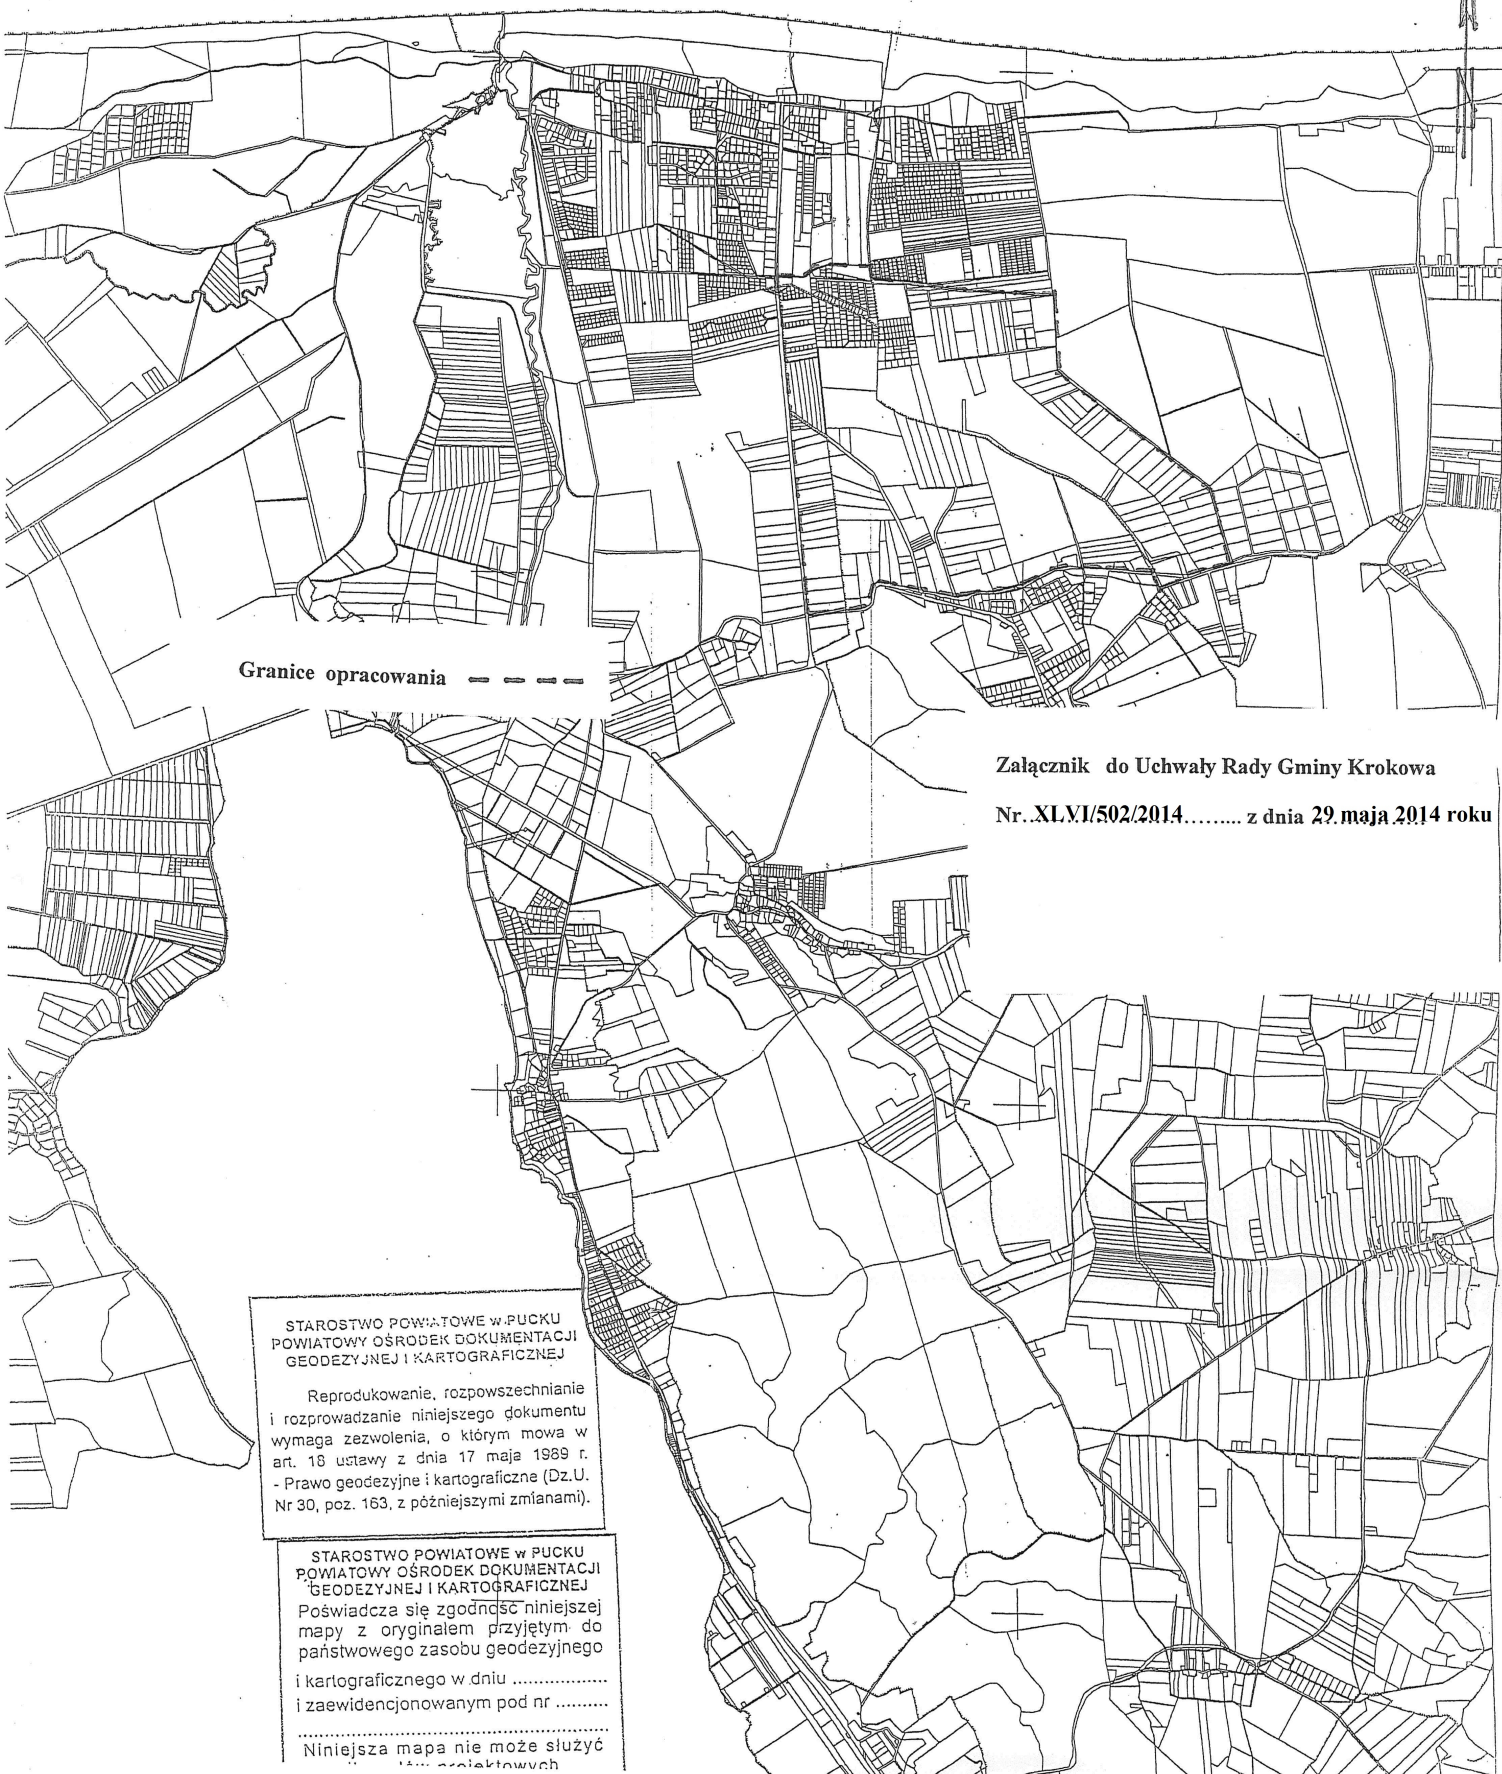 Granice opracowania
Załącznik do Uchwały Rady Gminy Krokowa
Nr..XLVI/502/2014......... z dnia 29.maja.2014 roku
STAROSTWO POWIATOWE w PUCKU
POWIATOWY OŚRODEK DOKUMENTACJI
GEODEZYJNEJ I KARTOGRAFICZNEJ
Reprodukowanie, rozpowszechnianie
i rozprowadzanie niniejszego dokumentu
wymaga zezwolenia, o którym mowa w
art. 18 ustawy z dnia 17 maja 1989 r.
- Prawo geodezyjne i kartograficzne (Dz.U.
Nr 30, poz. 163, z późniejszymi zmianami).
STAROSTWO POWIATOWE w PUCKU
POWIATOWY OŚRODEK DOKUMENTACJI
GEODEZYJNEJ I KARTOGRAFICZNEJ
Poświadcza się zgodność niniejszej
mapy z oryginałem przyjętym do
państwowego zasobu geodezyjnego
i kartograficznego w dniu ..................
i zaewidencjonowanym pod nr ..........
..........................................................
Niniejsza mapa nie może służyć
projektowych